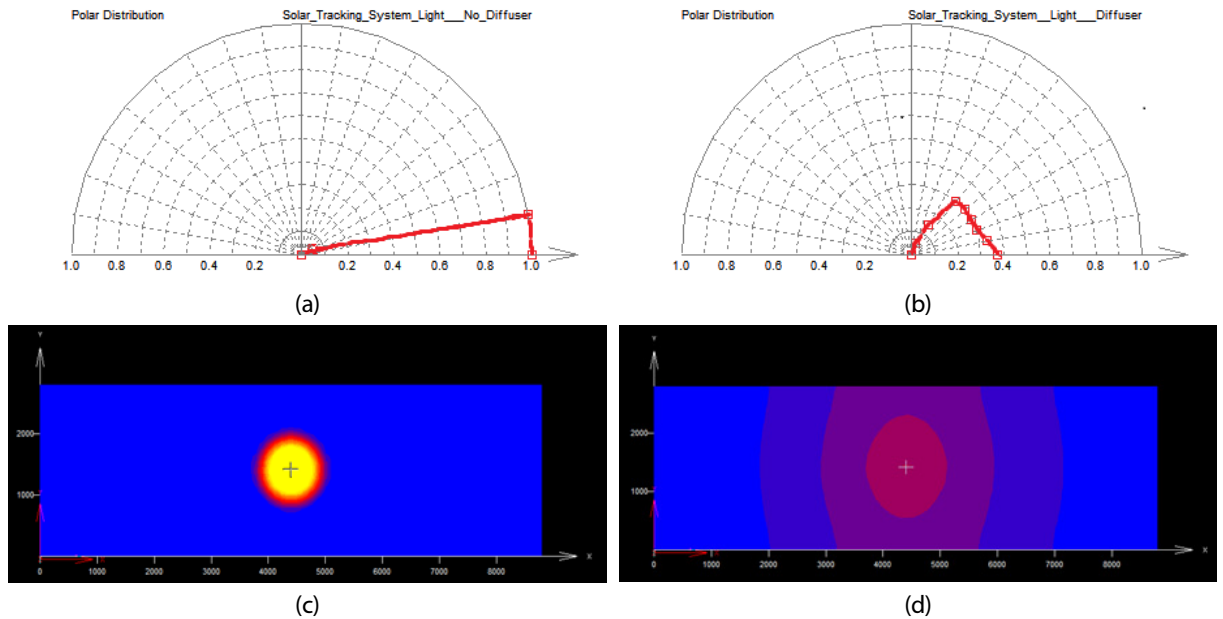 Polar Distribution Solar_Tracking_System_Light___No_Diffuser
1.0 0.8 0.6 0.4 0.2 0.2 0.4 0.6 0.8 1.0
(a)
Polar Distribution Solar_Tracking_System__Light___Diffuser
1.0 0.8 0.6 0.4 0.2 0.2 0.4 0.6 0.8 1.0
(b)
Y
2000
1000
X
0 1000 2000 3000 4000 5000 6000 7000 8000
(c)
Y
2000
1000
X
0 1000 2000 3000 4000 5000 6000 7000 8000
(d)